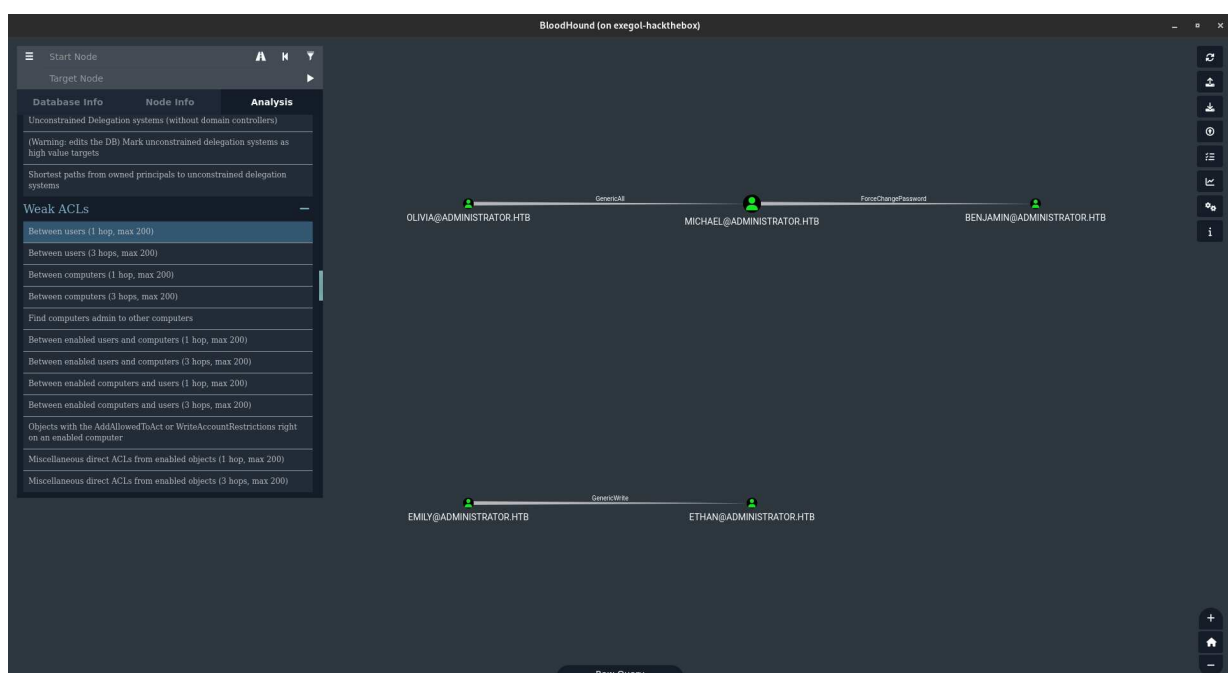 BloodHound (on exegol-hackthebox)
Start Node
Target Node
Database Info
Node Info
Analysis
Unconstrained Delegation systems (without domain controllers)
(Warning: edits the DB) Mark unconstrained delegation systems as
high value targets
Shortest paths from owned principals to unconstrained delegation
systems
Weak ACLs
Between users (1 hop, max 200)
Between users (3 hops, max 200)
Between computers (1 hop, max 200)
Between computers (3 hops, max 200)
Find computers admin to other computers
Between enabled users and computers (1 hop, max 200)
Between enabled users and computers (3 hops, max 200)
Between enabled computers and users (1 hop, max 200)
Between enabled computers and users (3 hops, max 200)
Objects with the AddAllowedToAct or WriteAccountRestrictions right
on an enabled computer
Miscellaneous direct ACLs from enabled objects (1 hop, max 200)
Miscellaneous direct ACLs from enabled objects (3 hops, max 200)
GenericAll
ForceChangePassword
OLIVIA@ADMINISTRATOR.HTB
MICHAEL@ADMINISTRATOR.HTB
BENJAMIN@ADMINISTRATOR.HTB
GenericWrite
EMILY@ADMINISTRATOR.HTB
ETHAN@ADMINISTRATOR.HTB
Raw Query